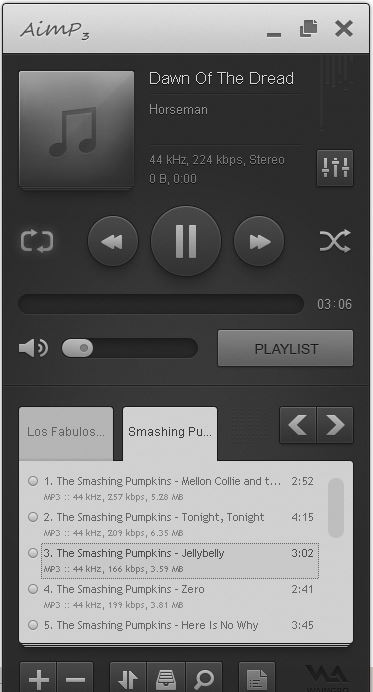 AimP3
Dawn Of The Dread
Horseman
44 kHz, 224 kbps, Stereo
0 B, 0:00
03:06
PLAYLIST
Los Fabulos...
Smashing Pu...
1. The Smashing Pumpkins - Mellon Collie and t... 2:52
MP3 :: 44 kHz, 257 kbps, 5.28 MB
2. The Smashing Pumpkins - Tonight, Tonight 4:15
MP3 :: 44 kHz, 209 kbps, 6.35 MB
3. The Smashing Pumpkins - Jellybelly 3:02
MP3 :: 44 kHz, 166 kbps, 3.59 MB
4. The Smashing Pumpkins - Zero 2:41
MP3 :: 44 kHz, 199 kbps, 3.81 MB
5. The Smashing Pumpkins - Here Is No Why 3:45